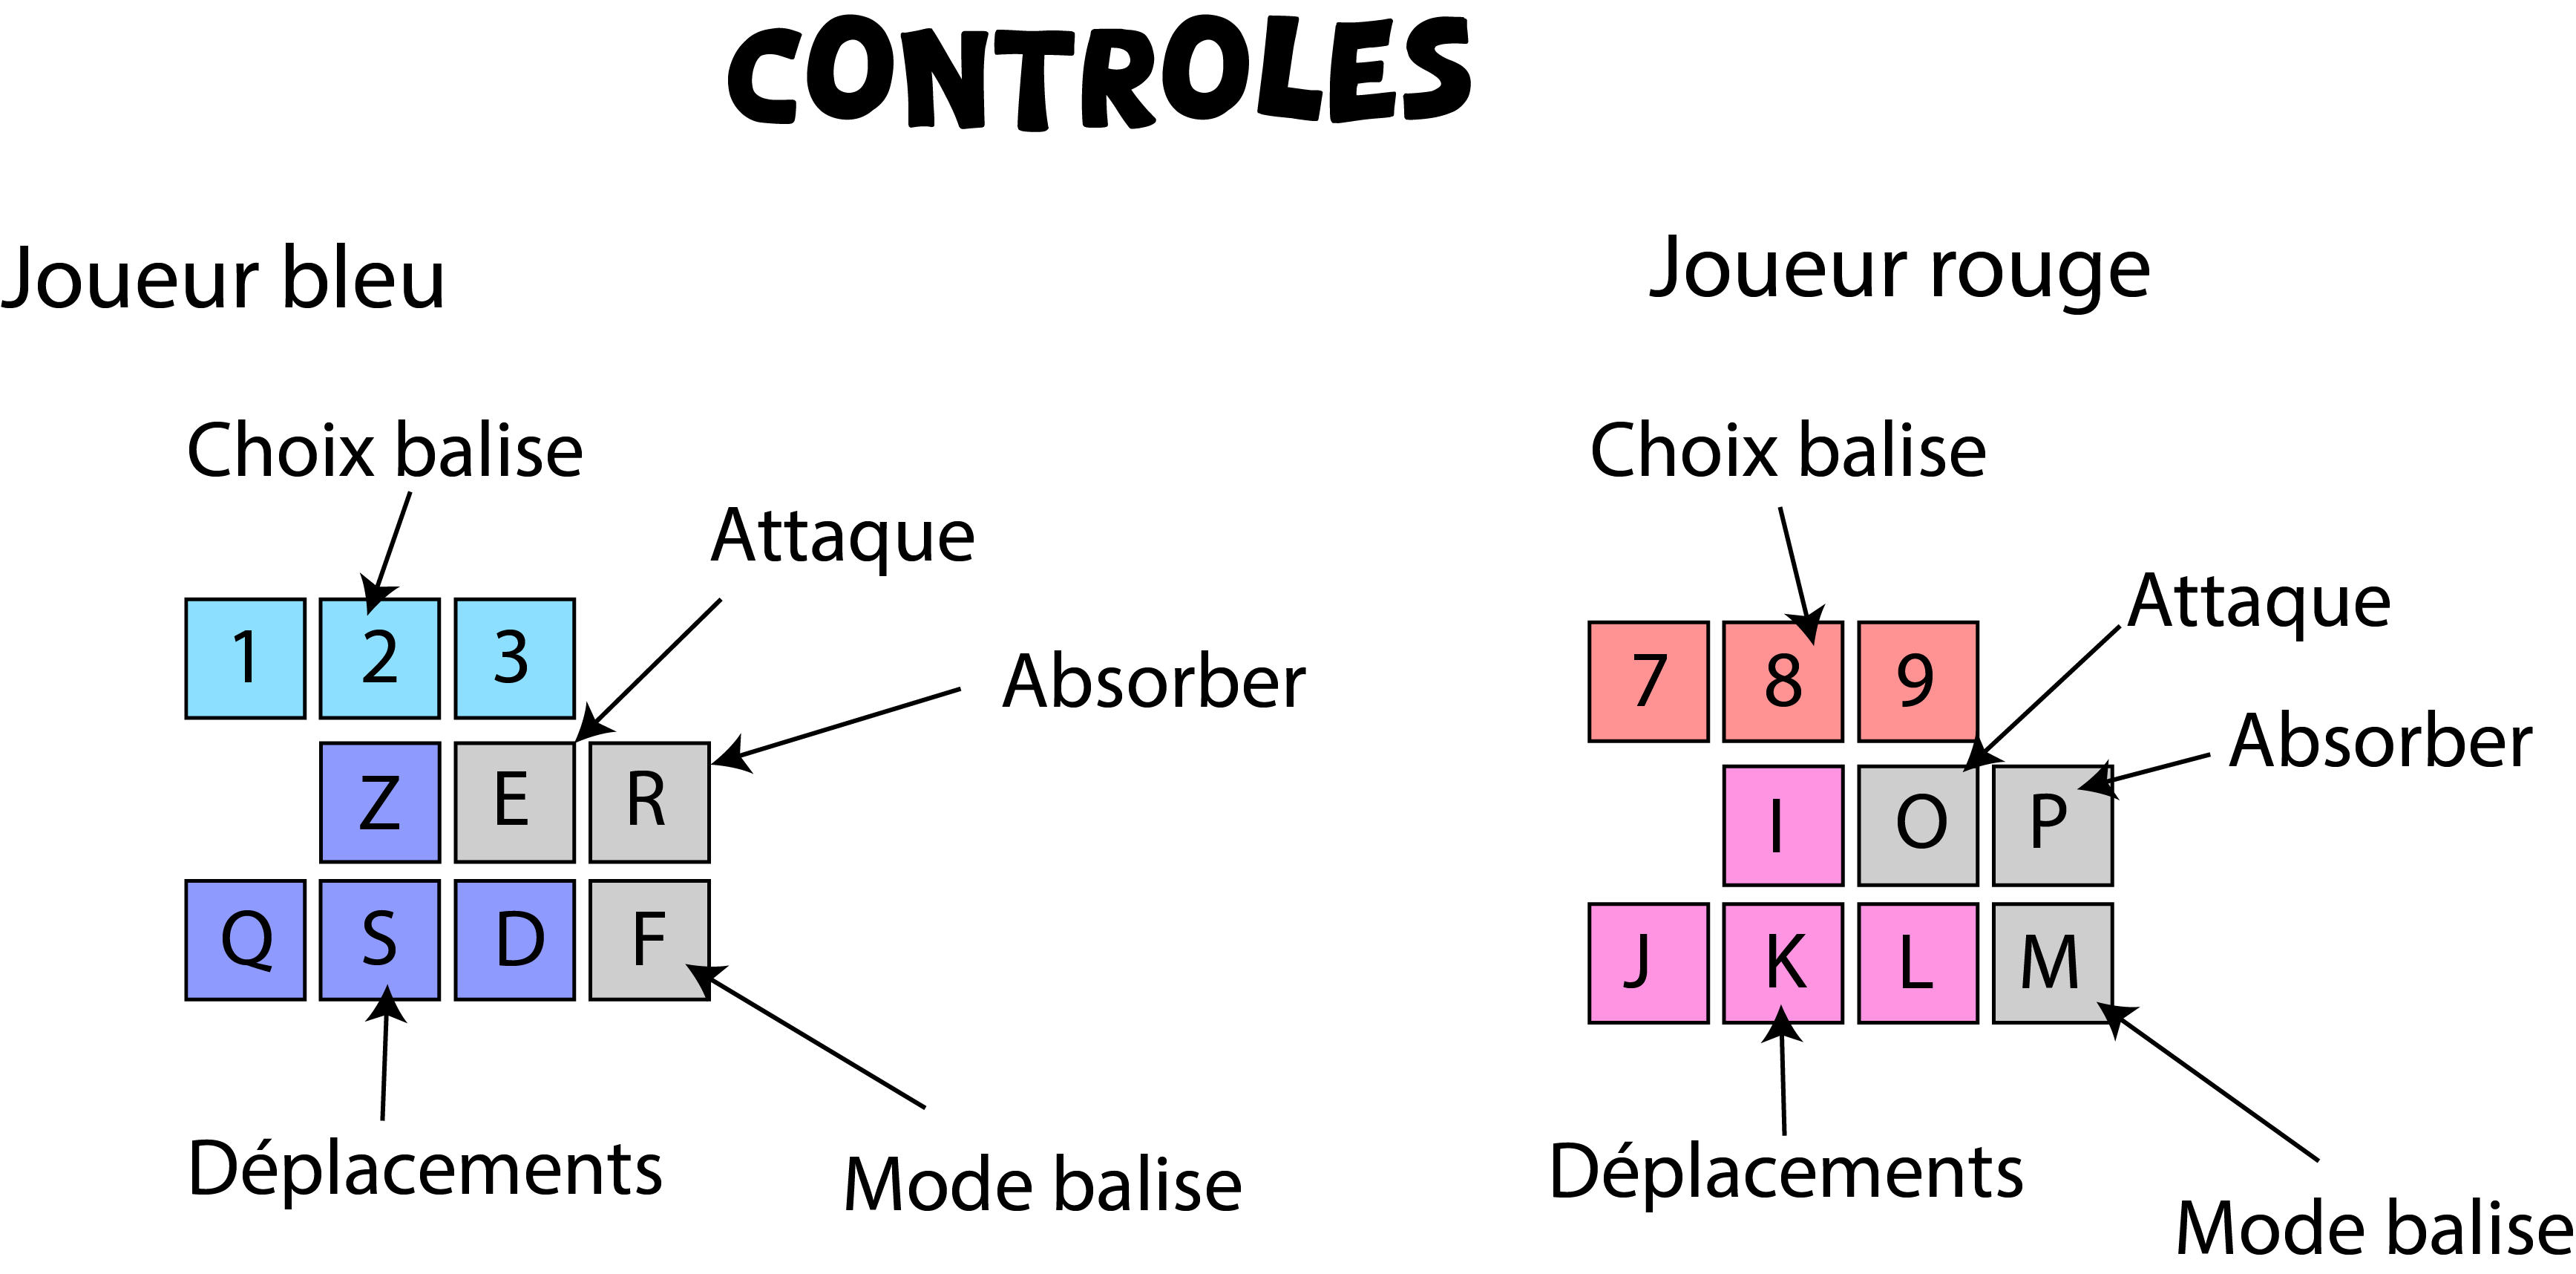 CONTROLES
Joueur bleu
Choix balise
Attaque
Absorber
1 2 3
Z E R
Q S D F
Déplacements
Mode balise
Joueur rouge
Choix balise
Attaque
Absorber
7 8 9
I O P
J K L M
Déplacements
Mode balise